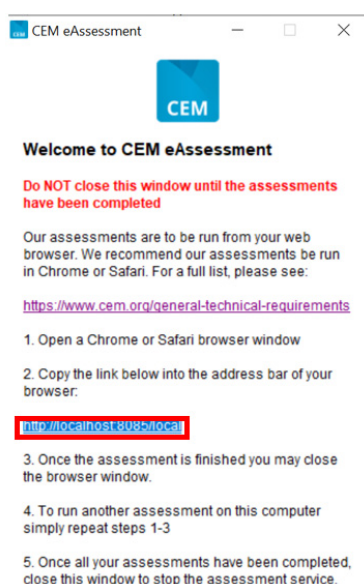 CEM eAssessment
CEM
Welcome to CEM eAssessment
Do NOT close this window until the assessments
have been completed
Our assessments are to be run from your web
browser. We recommend our assessments be run
in Chrome or Safari. For a full list, please see:
https://www.cem.org/general-technical-requirements
1. Open a Chrome or Safari browser window
2. Copy the link below into the address bar of your
browser:
http://localhost:8085/local
3. Once the assessment is finished you may close
the browser window.
4. To run another assessment on this computer
simply repeat steps 1-3
5. Once all your assessments have been completed,
close this window to stop the assessment service.